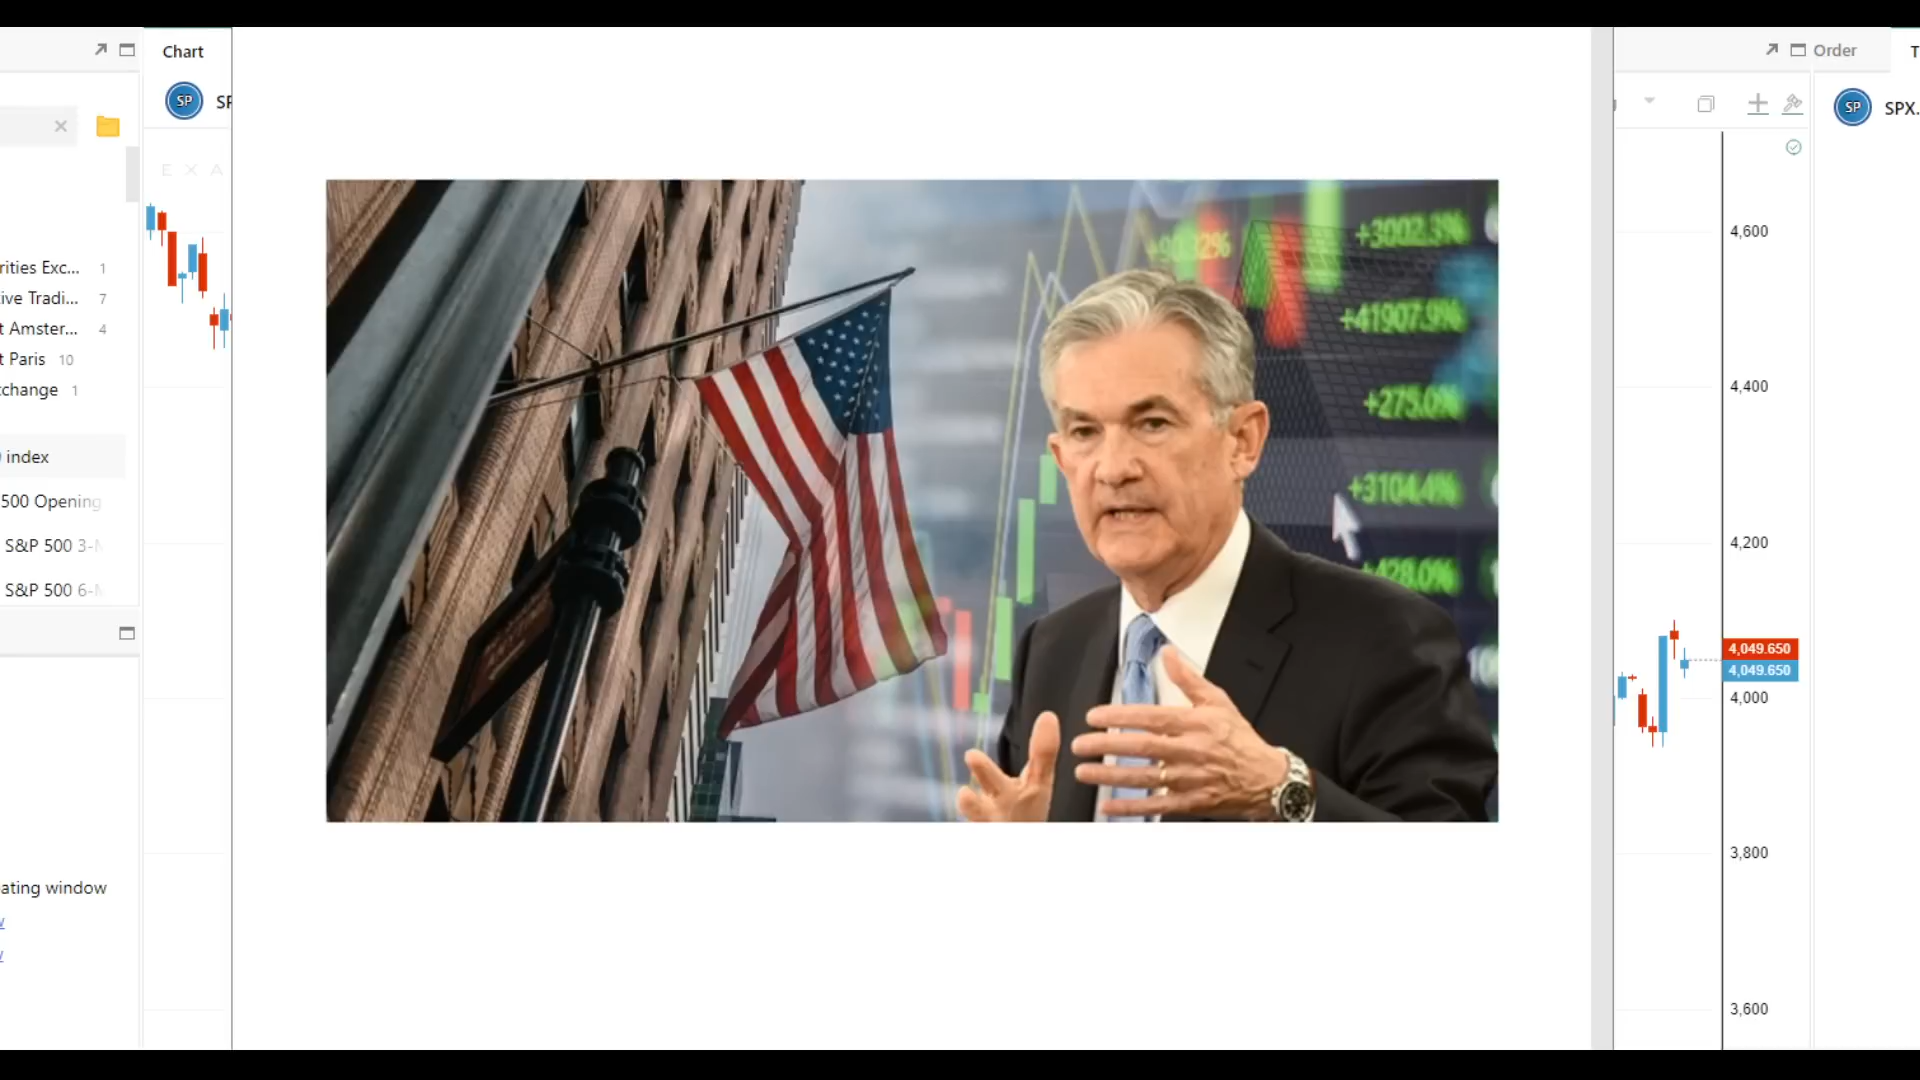 Chart
Order
T
SP
SP
SP
SPX.
E X A
rities Exc... 1
ive Tradi... 7
t Amster... 4
t Paris 10
change 1
index
500 Opening
S&P 500 3-M
S&P 500 6-M
ating window
+3002.3%
+41907.9%
+275.0%
+3104.4%
+428.0%
4,600
4,400
4,200
4,049.650
4,049.650
4,000
3,800
3,600